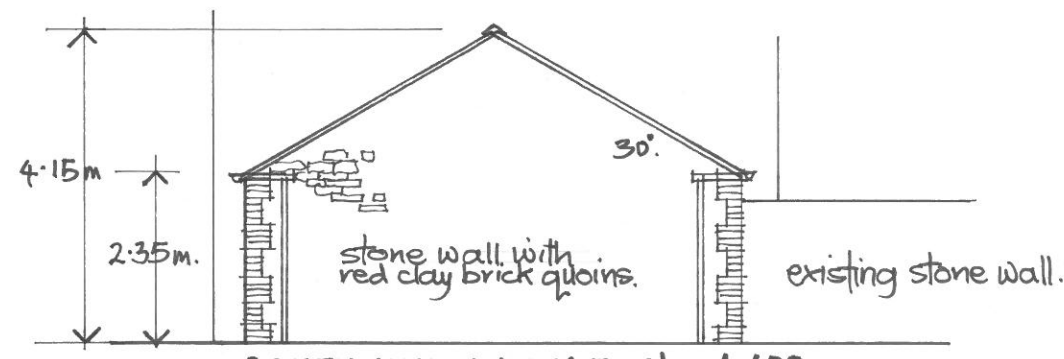 4.15m
30°.
2.35m.
stone wall with
red clay brick quoins.
existing stone wall.